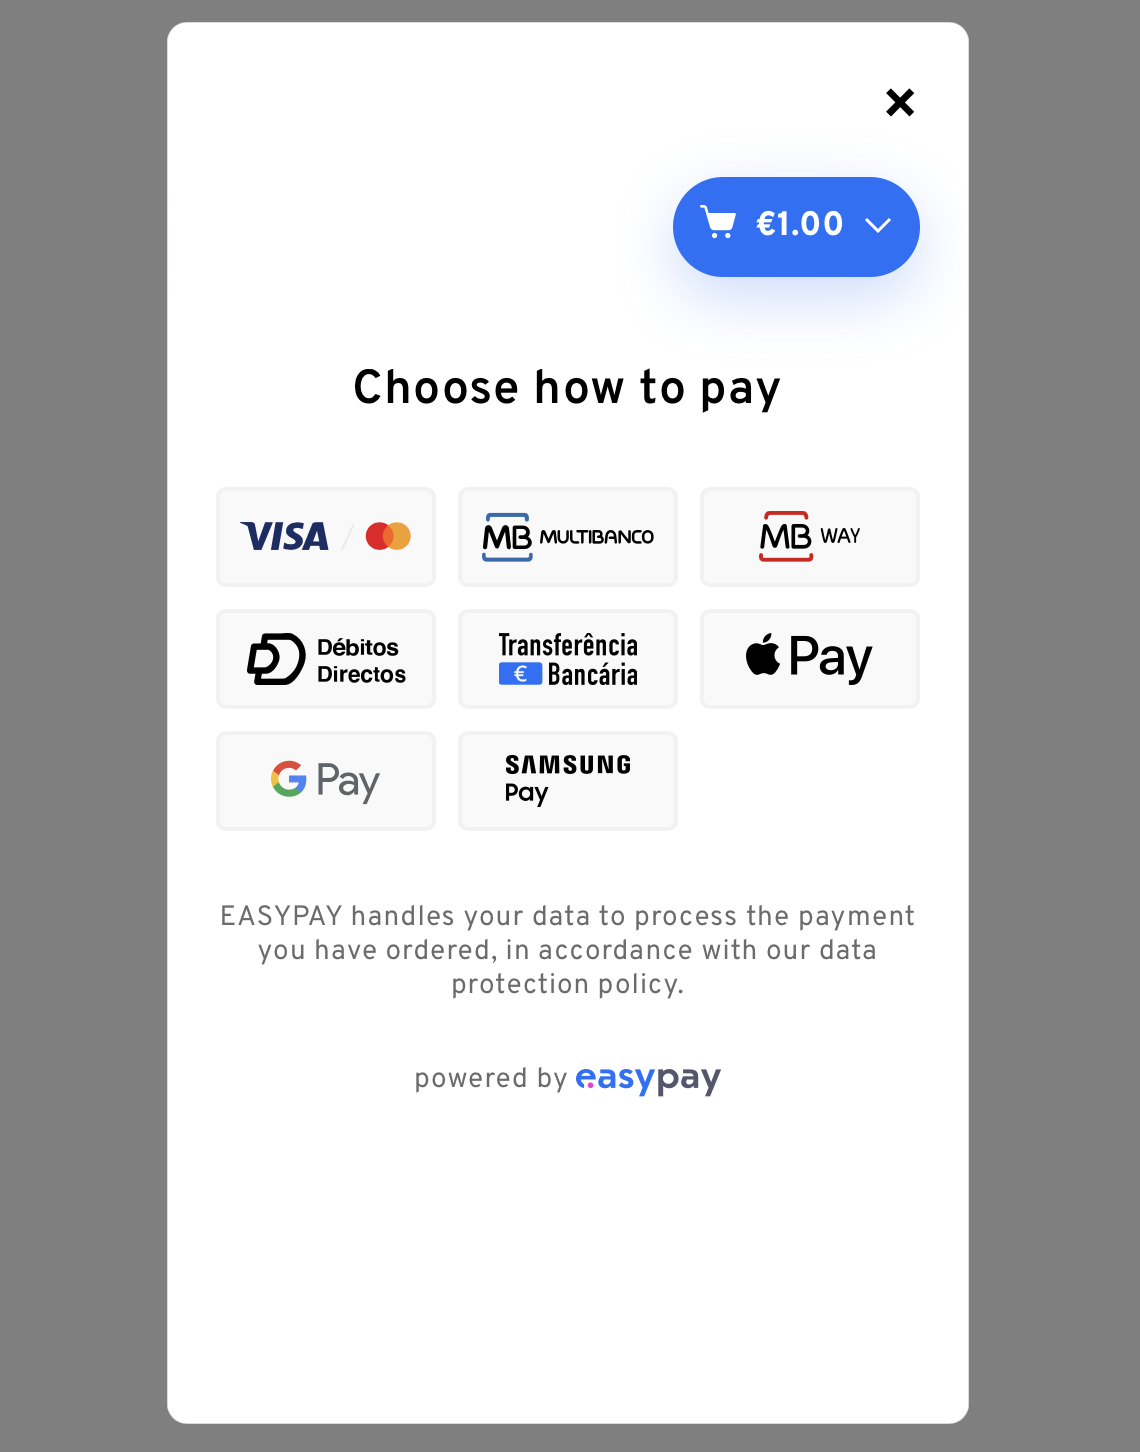 €1.00
Choose how to pay
VISA
MB MULTIBANCO
MB WAY
Débitos
Directos
Transferência
€ Bancária
Pay
G Pay
SAMSUNG
Pay
EASYPAY handles your data to process the payment
you have ordered, in accordance with our data
protection policy.
powered by easypay